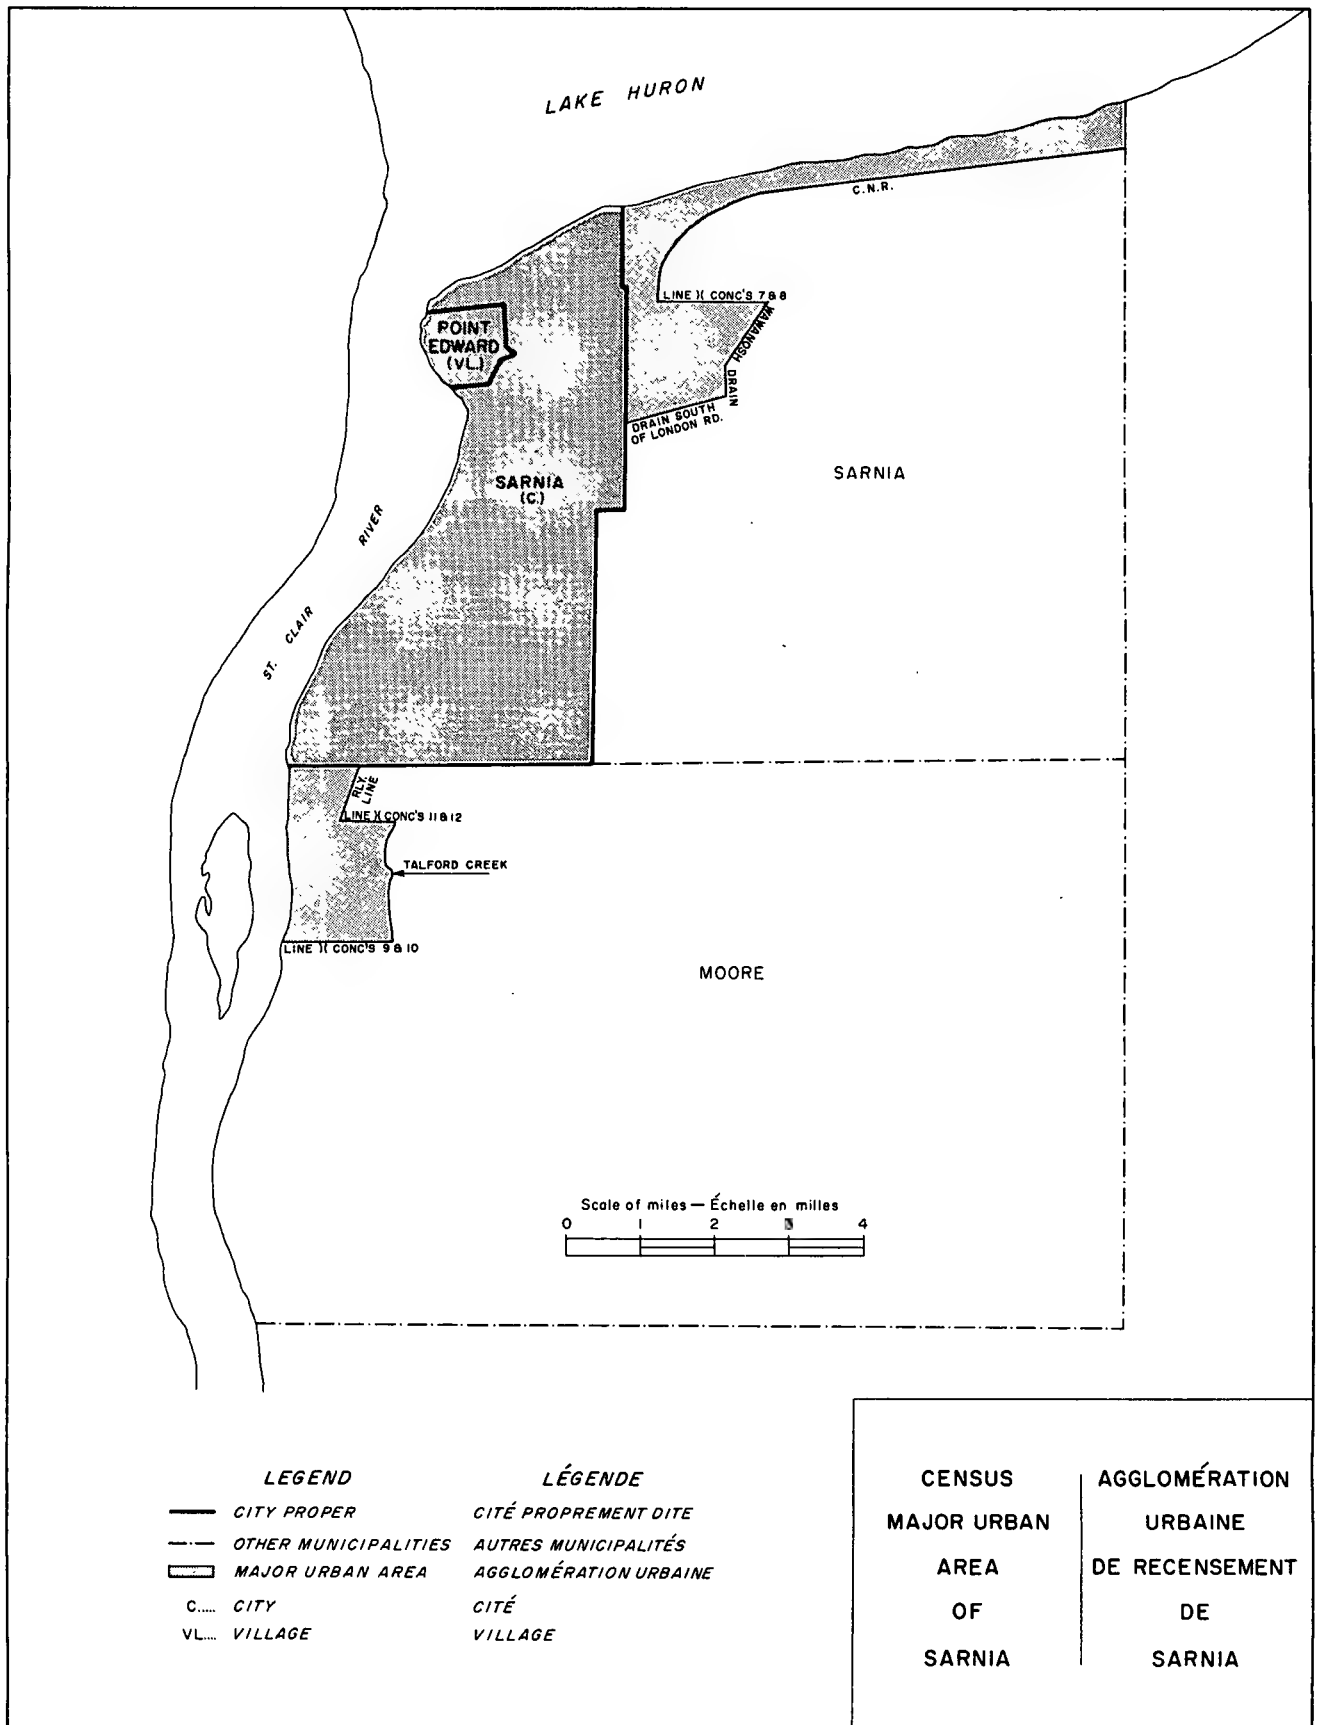 LAKE HURON
C.N.R.
LINE )( CONC'S 7 & 8
WAWANOSH
DRAIN
POINT
EDWARD
(VL.)
DRAIN SOUTH
OF LONDON RD.
SARNIA
SARNIA
(C.)
RIVER
ST. CLAIR
RLY.
LINE
LINE )( CONC'S 11 & 12
TALFORD CREEK
LINE )( CONC'S 9 & 10
MOORE
Scale of miles — Échelle en milles
0 1 2 3 4
LEGEND
CITY PROPER
OTHER MUNICIPALITIES
MAJOR URBAN AREA
C..... CITY
VL.... VILLAGE
LÉGENDE
CITÉ PROPREMENT DITE
AUTRES MUNICIPALITÉS
AGGLOMÉRATION URBAINE
CITÉ
VILLAGE
CENSUS
MAJOR URBAN
AREA
OF
SARNIA
AGGLOMÉRATION
URBAINE
DE RECENSEMENT
DE
SARNIA